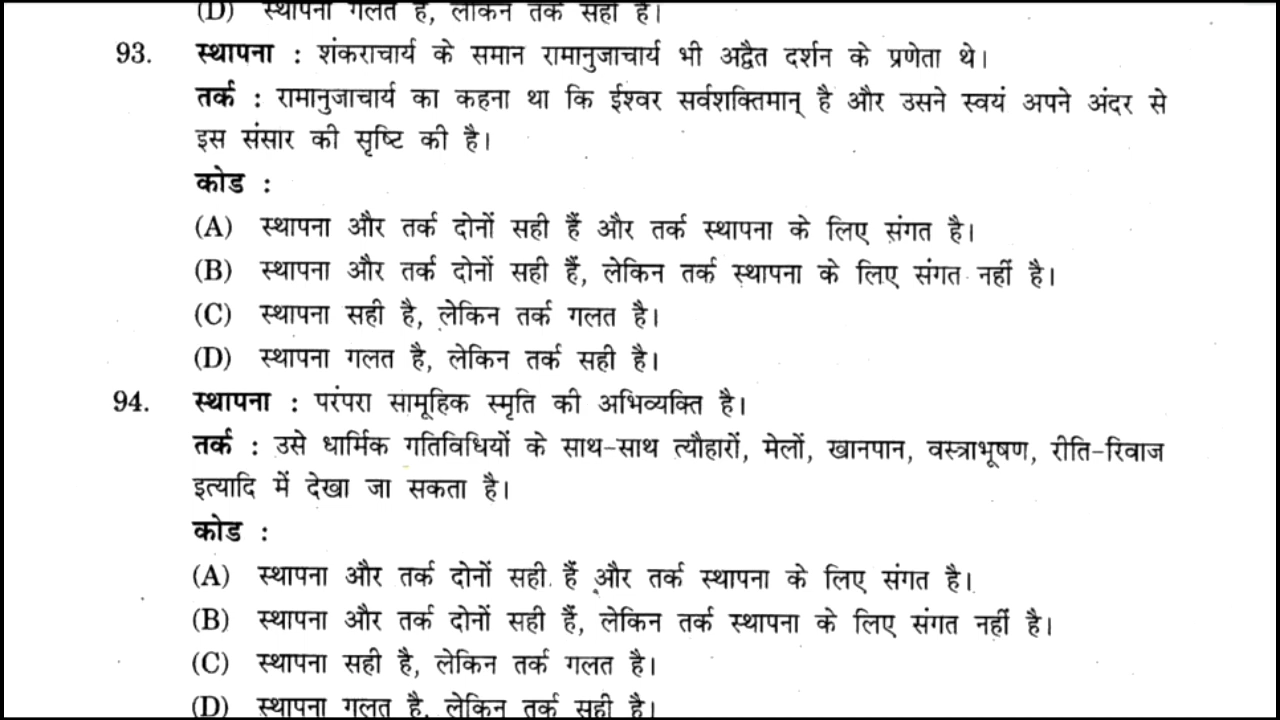 (D) स्थापना गलत है, लेकिन तर्क सही है।
93. स्थापना : शंकराचार्य के समान रामानुजाचार्य भी अद्वैत दर्शन के प्रणेता थे।
तर्क : रामानुजाचार्य का कहना था कि ईश्वर सर्वशक्तिमान् है और उसने स्वयं अपने अंदर से
इस संसार की सृष्टि की है।
कोड :
(A) स्थापना और तर्क दोनों सही हैं और तर्क स्थापना के लिए संगत है।
(B) स्थापना और तर्क दोनों सही हैं, लेकिन तर्क स्थापना के लिए संगत नहीं है।
(C) स्थापना सही है, लेकिन तर्क गलत है।
(D) स्थापना गलत है, लेकिन तर्क सही है।
94. स्थापना : परंपरा सामूहिक स्मृति की अभिव्यक्ति है।
तर्क : उसे धार्मिक गतिविधियों के साथ-साथ त्यौहारों, मेलों, खानपान, वस्त्राभूषण, रीति-रिवाज
इत्यादि में देखा जा सकता है।
कोड :
(A) स्थापना और तर्क दोनों सही हैं और तर्क स्थापना के लिए संगत है।
(B) स्थापना और तर्क दोनों सही हैं, लेकिन तर्क स्थापना के लिए संगत नहीं है।
(C) स्थापना सही है, लेकिन तर्क गलत है।
(D) स्थापना गलत है, लेकिन तर्क सही है।